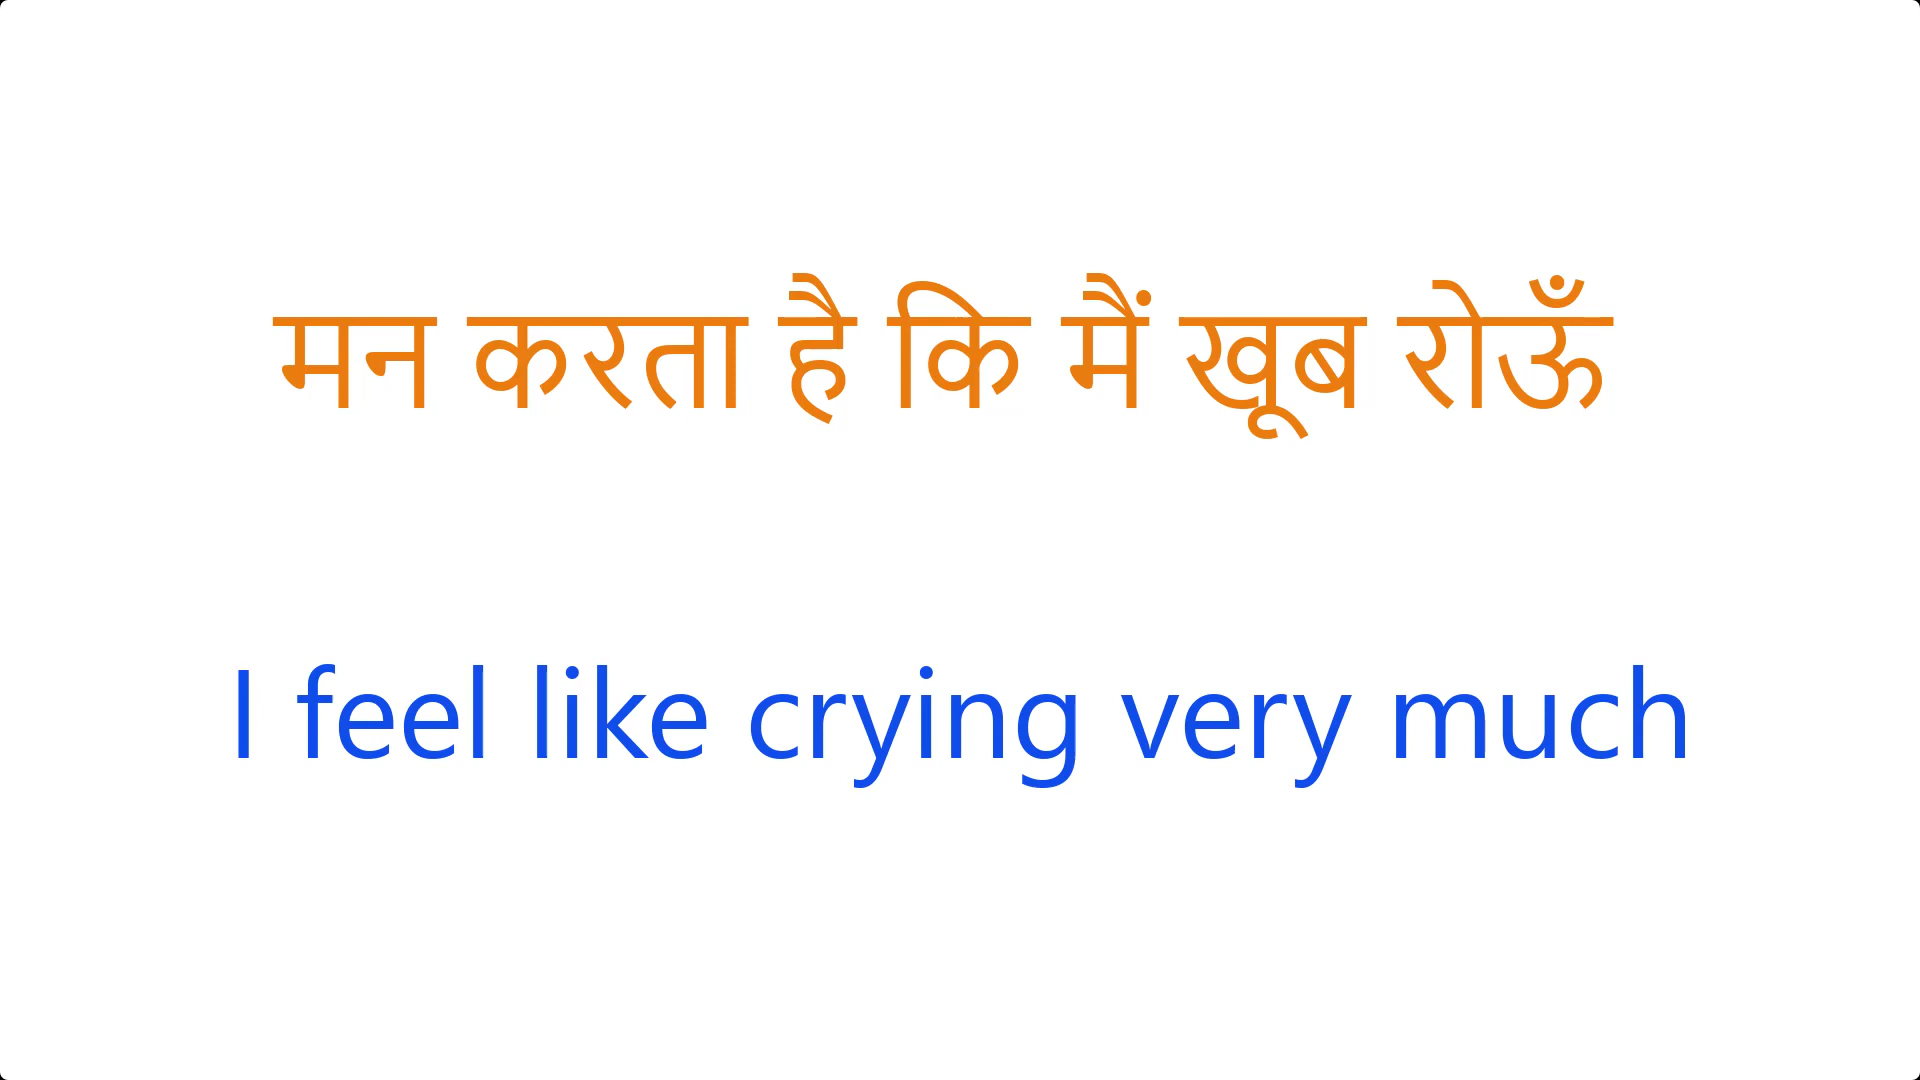 मन करता है कि मैं खूब रोऊँ
I feel like crying very much